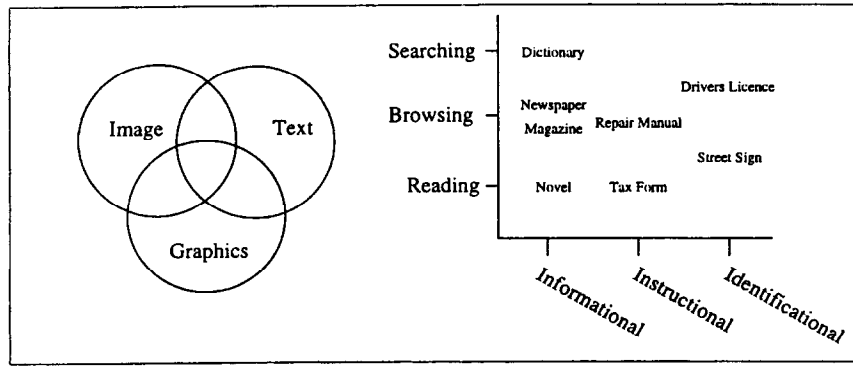 Image
Text
Graphics
Searching
Browsing
Reading
Dictionary
Drivers Licence
Newspaper
Magazine
Repair Manual
Street Sign
Novel
Tax Form
Informational
Instructional
Identificational